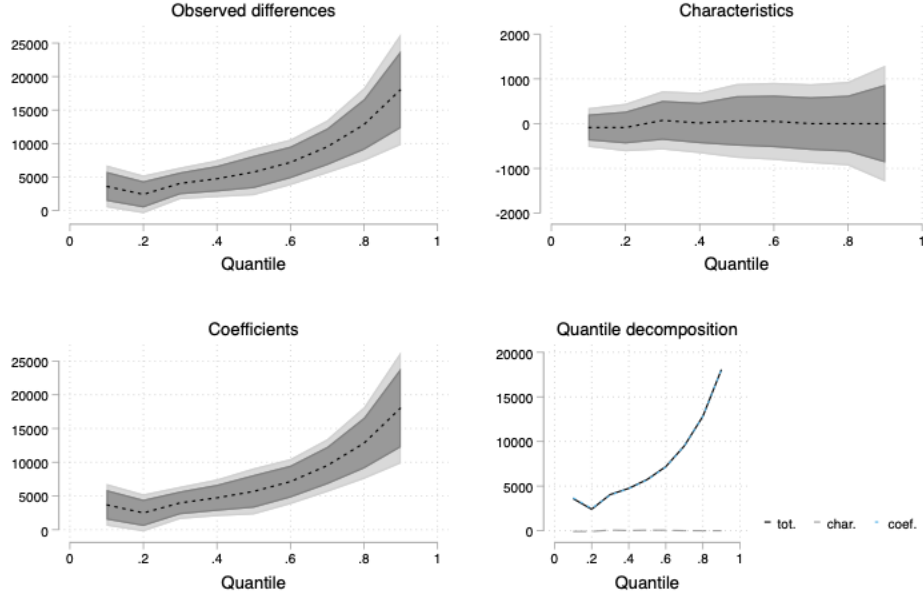 Observed differences
25000
20000
15000
10000
5000
0
0 .2 .4 .6 .8 1
Quantile
Characteristics
2000
1000
0
-1000
-2000
0 .2 .4 .6 .8 1
Quantile
Coefficients
25000
20000
15000
10000
5000
0
0 .2 .4 .6 .8 1
Quantile
Quantile decomposition
20000
15000
10000
5000
0
0 .2 .4 .6 .8 1
Quantile
tot. char. coef.